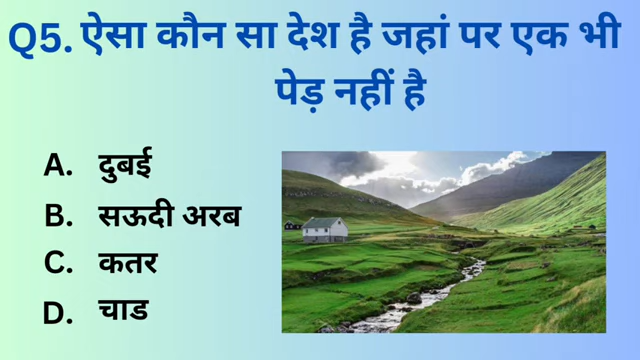 Q5. ऐसा कौन सा देश है जहां पर एक भी
पेड़ नहीं है
A. दुबई
B. सऊदी अरब
C. कतर
D. चाड